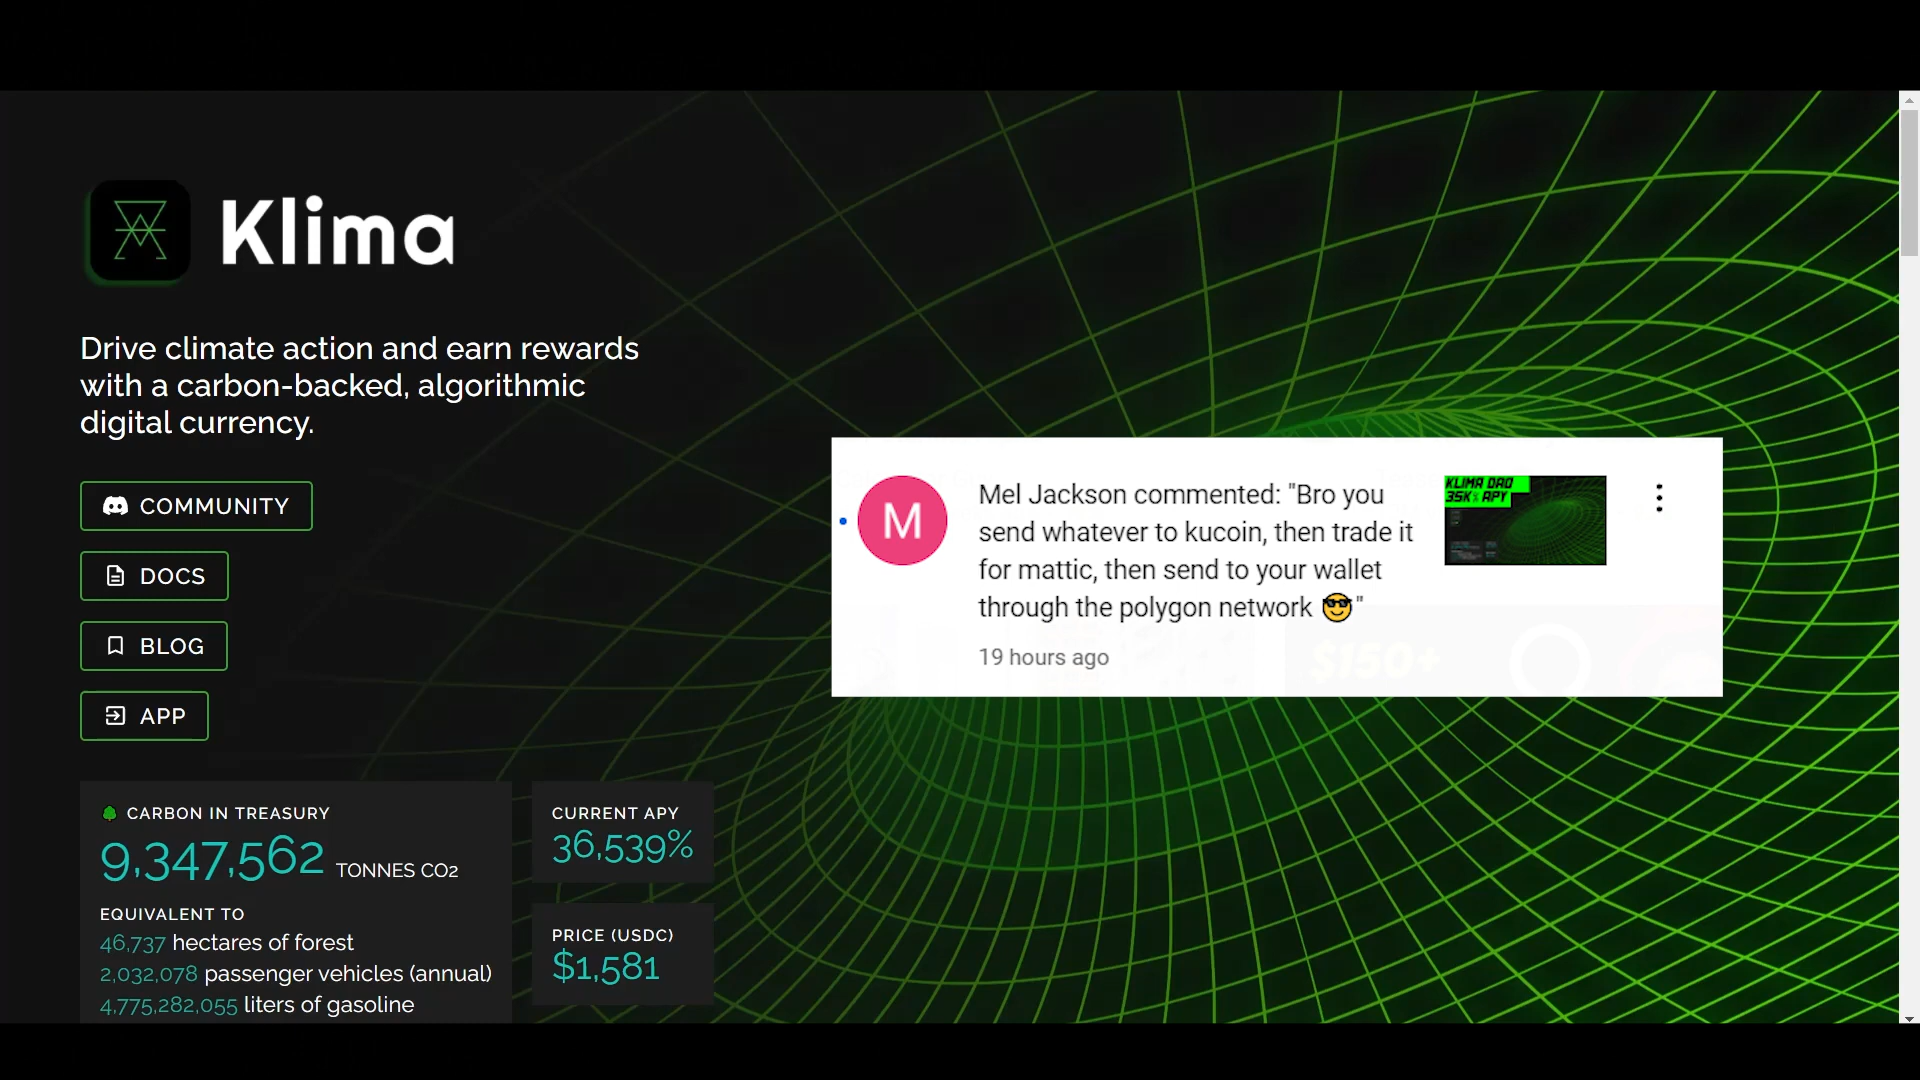 Klima
Drive climate action and earn rewards
with a carbon-backed, algorithmic
digital currency.
COMMUNITY
DOCS
BLOG
APP
CARBON IN TREASURY
9,347,562 TONNES CO2
EQUIVALENT TO
46,737 hectares of forest
2,032,078 passenger vehicles (annual)
4,775,282,055 liters of gasoline
CURRENT APY
36,539%
PRICE (USDC)
$1,581
M
Mel Jackson commented: "Bro you
send whatever to kucoin, then trade it
for mattic, then send to your wallet
through the polygon network 😎"
19 hours ago
KLIMA DAO
35K% APY
$150+